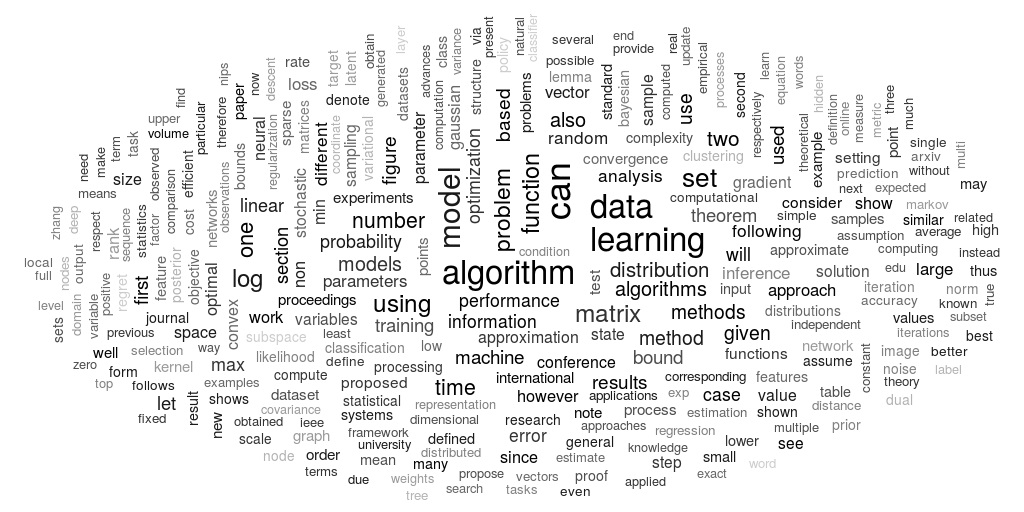 local
full
zhang
nodes
deep
level
sets
domain
output
need
make
term
task
means
size
respect
sequence
rank
variable
positive
regret
upper
volume
find
particular
observed
statistics
factor
comparison
efficient
first
feature
posterior
cost
objective
networks
observations
optimal
therefore
nips
paper
now
descent
rate
loss
target
latent
obtain
layer
generated
denote
neural
sparse
matrices
regularization
bounds
different
coordinate
sampling
variational
figure
datasets
advances
computation
class
variance
via
present
policy
natural
classifier
parameter
gaussian
structure
based
problems
several
end
provide
possible
lemma
vector
standard
bayesian
sample
computed
real
update
empirical
processes
use
second
learn
equation
words
hidden
definition
online
measure
metric
three
much
point
theoretical
example
used
respectively
two
also
random
complexity
convergence
clustering
analysis
set
gradient
single
arxiv
without
multi
setting
prediction
next
expected
may
experiments
linear
one
section
stochastic
min
number
model
optimization
problem
function
can
data
computational
theorem
simple
consider
show
markov
samples
similar
related
assumption
average
high
following
probability
points
learning
condition
will
approximate
computing
instead
log
non
models
parameters
algorithm
test
distribution
inference
solution
edu
large
thus
algorithms
input
approach
iteration
accuracy
norm
known
true
convex
proceedings
using
performance
matrix
methods
distributions
values
subset
journal
work
variables
training
information
independent
iterations
best
previous
space
subspace
least
approximation
state
method
given
network
constant
image
better
well
selection
way
likelihood
classification
low
machine
conference
bound
functions
assume
noise
label
zero
form
kernel
max
define
processing
theory
top
follows
examples
compute
proposed
time
international
results
corresponding
features
dual
let
result
shows
dataset
statistical
representation
however
applications
exp
case
value
table
distance
fixed
new
obtained
covariance
ieee
systems
dimensional
research
note
process
estimation
shown
prior
scale
graph
framework
university
defined
error
approaches
regression
multiple
general
lower
see
node
order
mean
distributed
many
since
estimate
knowledge
step
small
word
terms
due
weights
propose
vectors
proof
applied
exact
tree
search
tasks
even